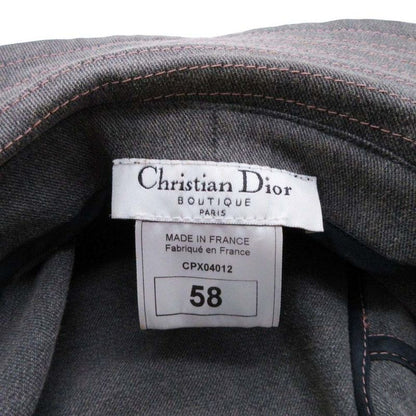 Christian Dior
BOUTIQUE
PARIS
MADE IN FRANCE
Fabriqué en France
CPX04012
58